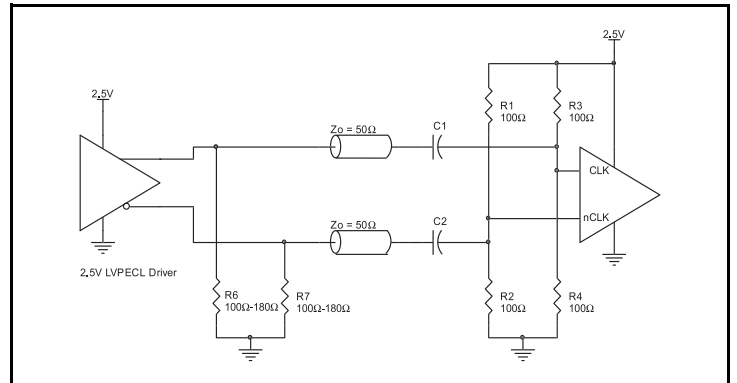 2.5V
2.5V
R1
100Ω
R3
100Ω
Zo = 50Ω
C1
CLK
Zo = 50Ω
C2
nCLK
2.5V LVPECL Driver
R6
100Ω-180Ω
R7
100Ω-180Ω
R2
100Ω
R4
100Ω